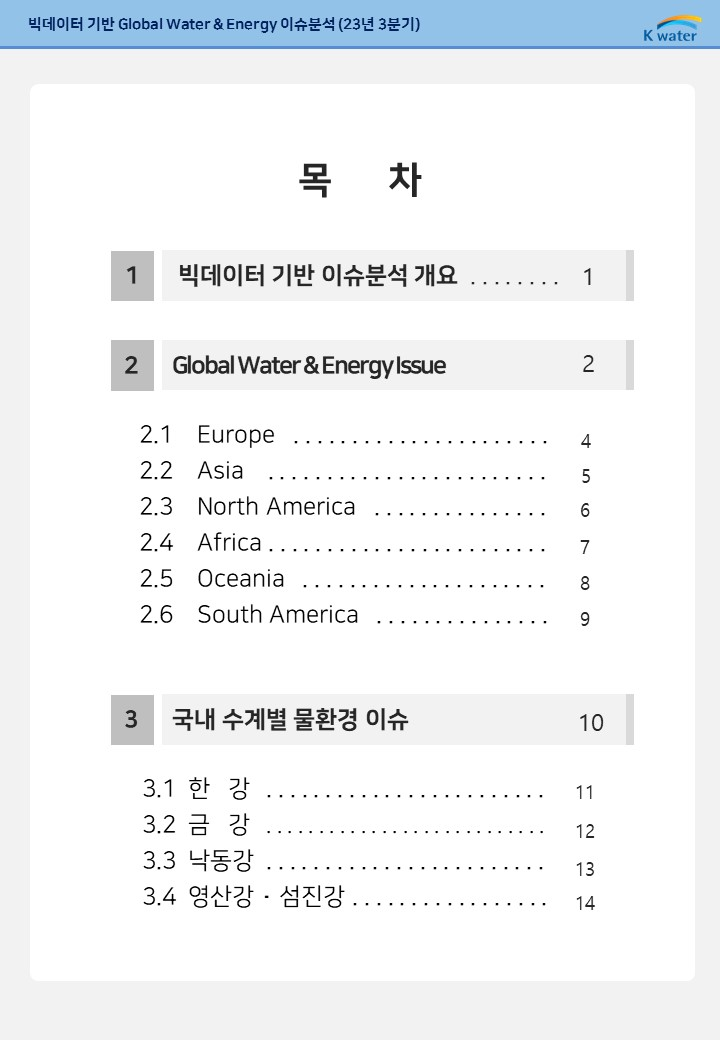 빅데이터 기반 Global Water & Energy 이슈분석 (23년 3분기)
K water
목 차
1 빅데이터 기반 이슈분석 개요 ........ 1
2 Global Water & Energy Issue 2
2.1 Europe ...................... 4
2.2 Asia ........................ 5
2.3 North America ............... 6
2.4 Africa ........................ 7
2.5 Oceania ..................... 8
2.6 South America ............... 9
3 국내 수계별 물환경 이슈 10
3.1 한 강 ........................ 11
3.2 금 강 ......................... 12
3.3 낙동강 ........................ 13
3.4 영산강 · 섬진강 ................. 14